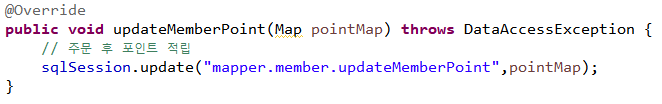 @Override
public void updateMemberPoint(Map pointMap) throws DataAccessException {
// 주문 후 포인트 적립
sqlSession.update("mapper.member.updateMemberPoint",pointMap);
}